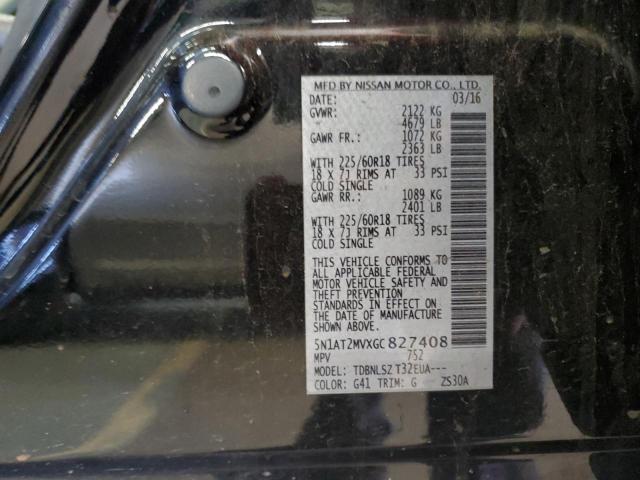 MFD BY NISSAN MOTOR CO., LTD.
DATE: 03/16
GVWR: 2122 KG
4679 LB
GAWR FR.: 1072 KG
2363 LB
WITH 225/60R18 TIRES
18 X 7J RIMS AT 33 PSI
COLD SINGLE
GAWR RR.: 1089 KG
2401 LB
WITH 225/60R18 TIRES
18 X 7J RIMS AT 33 PSI
COLD SINGLE
THIS VEHICLE CONFORMS TO
ALL APPLICABLE FEDERAL
MOTOR VEHICLE SAFETY AND
THEFT PREVENTION
STANDARDS IN EFFECT ON
THE DATE OF MANUFACTURE
SHOWN ABOVE.
5N1AT2MVXGC827408
MPV 752
MODEL: TDBNLSZ T32EUA---
COLOR: G41 TRIM: G ZS30A